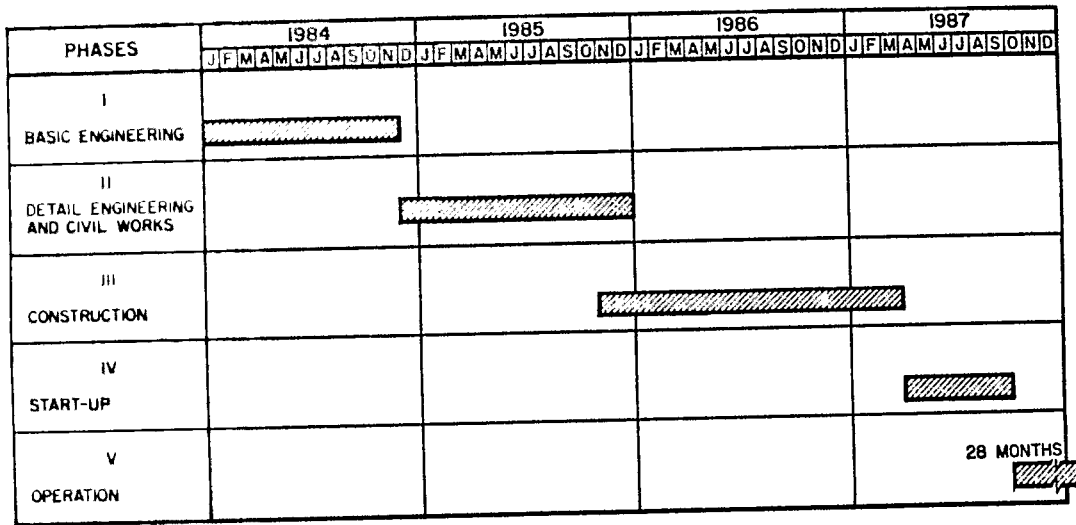 PHASES
1984 1985 1986 1987
J F M A M J J A S O N D J F M A M J J A S O N D J F M A M J J A S O N D J F M A M J J A S O N D
I
BASIC ENGINEERING
II
DETAIL ENGINEERING
AND CIVIL WORKS
III
CONSTRUCTION
IV
START-UP
V
OPERATION
28 MONTHS